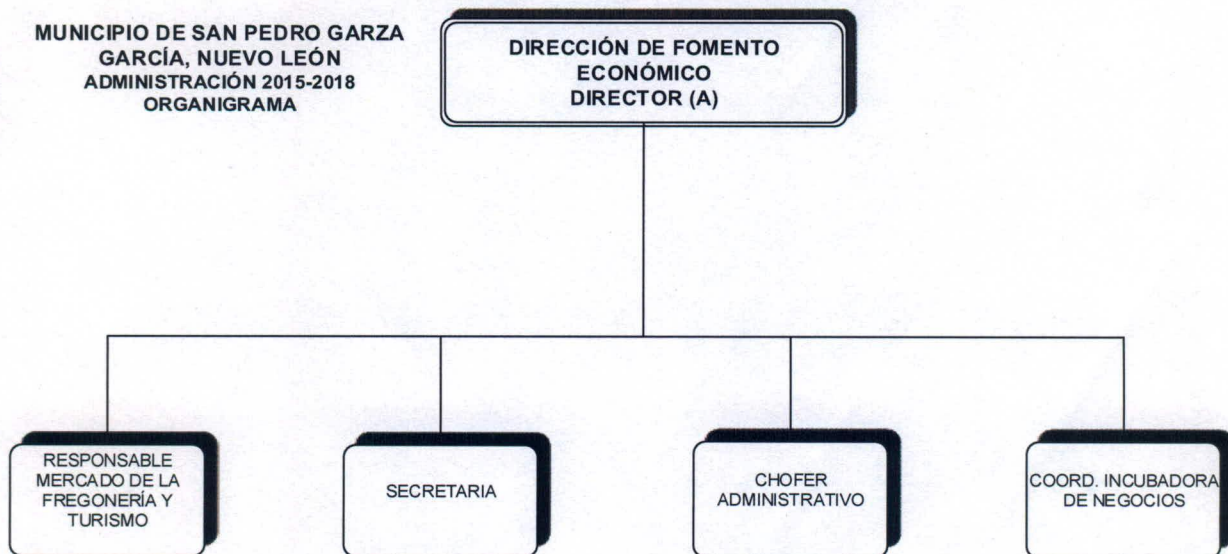 MUNICIPIO DE SAN PEDRO GARZA
GARCÍA, NUEVO LEÓN
ADMINISTRACIÓN 2015-2018
ORGANIGRAMA
DIRECCIÓN DE FOMENTO
ECONÓMICO
DIRECTOR (A)
RESPONSABLE
MERCADO DE LA
FREGONERÍA Y
TURISMO
SECRETARIA
CHOFER
ADMINISTRATIVO
COORD. INCUBADORA
DE NEGOCIOS